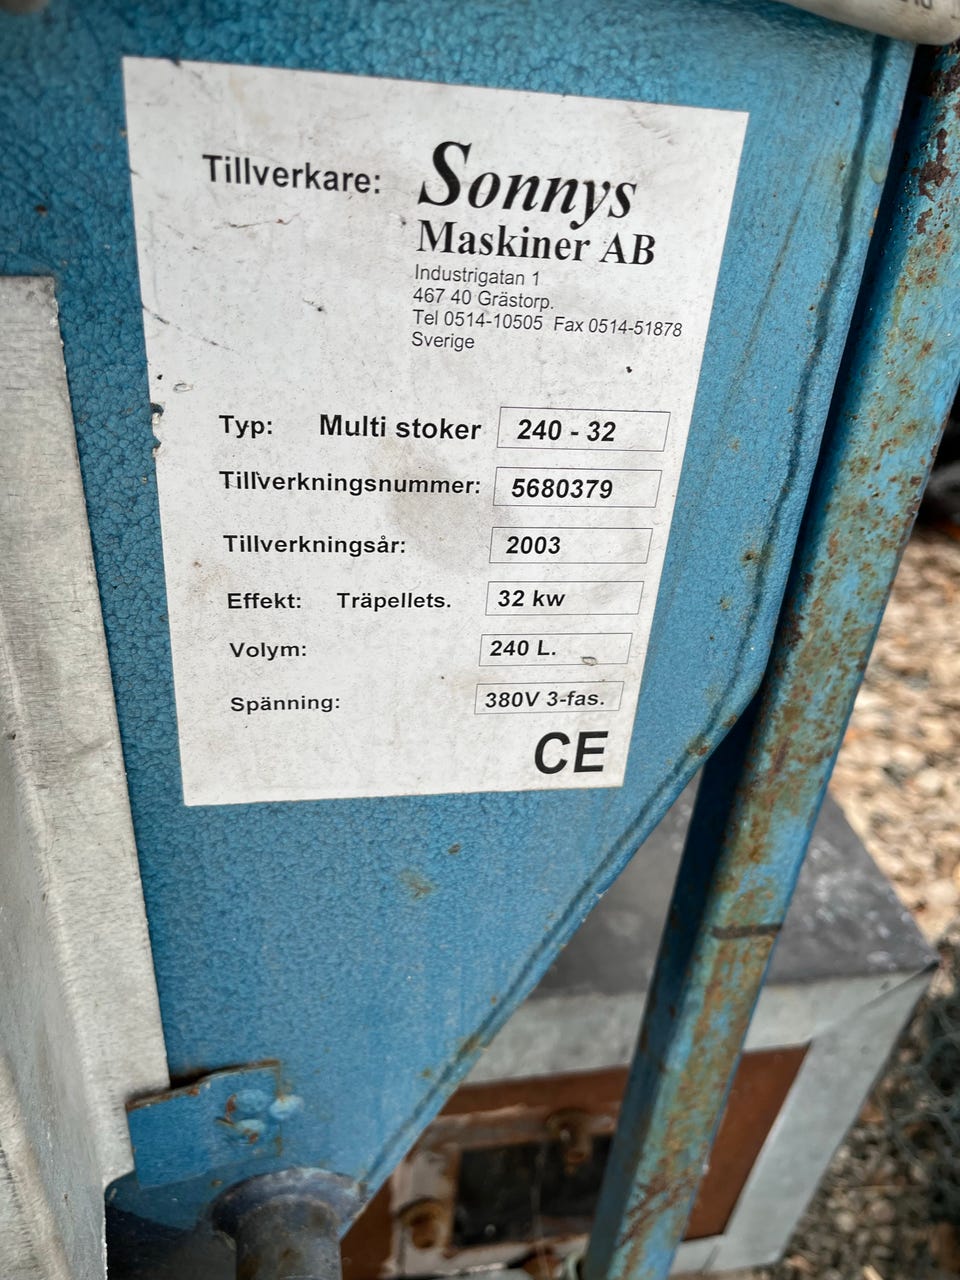 Tillverkare: Sonnys
Maskiner AB
Industrigatan 1
467 40 Grästorp.
Tel 0514-10505 Fax 0514-51878
Sverige
Typ: Multi stoker 240 - 32
Tillverkningsnummer: 5680379
Tillverkningsår: 2003
Effekt: Träpellets. 32 kw
Volym: 240 L.
Spänning: 380V 3-fas.
CE